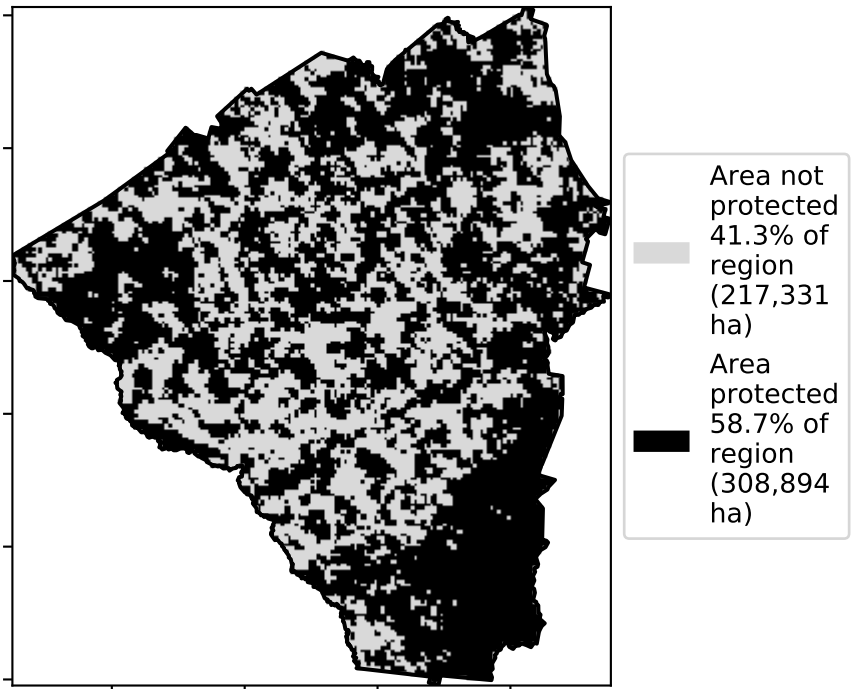 Area not
protected
41.3% of
region
(217,331
ha)
Area
protected
58.7% of
region
(308,894
ha)